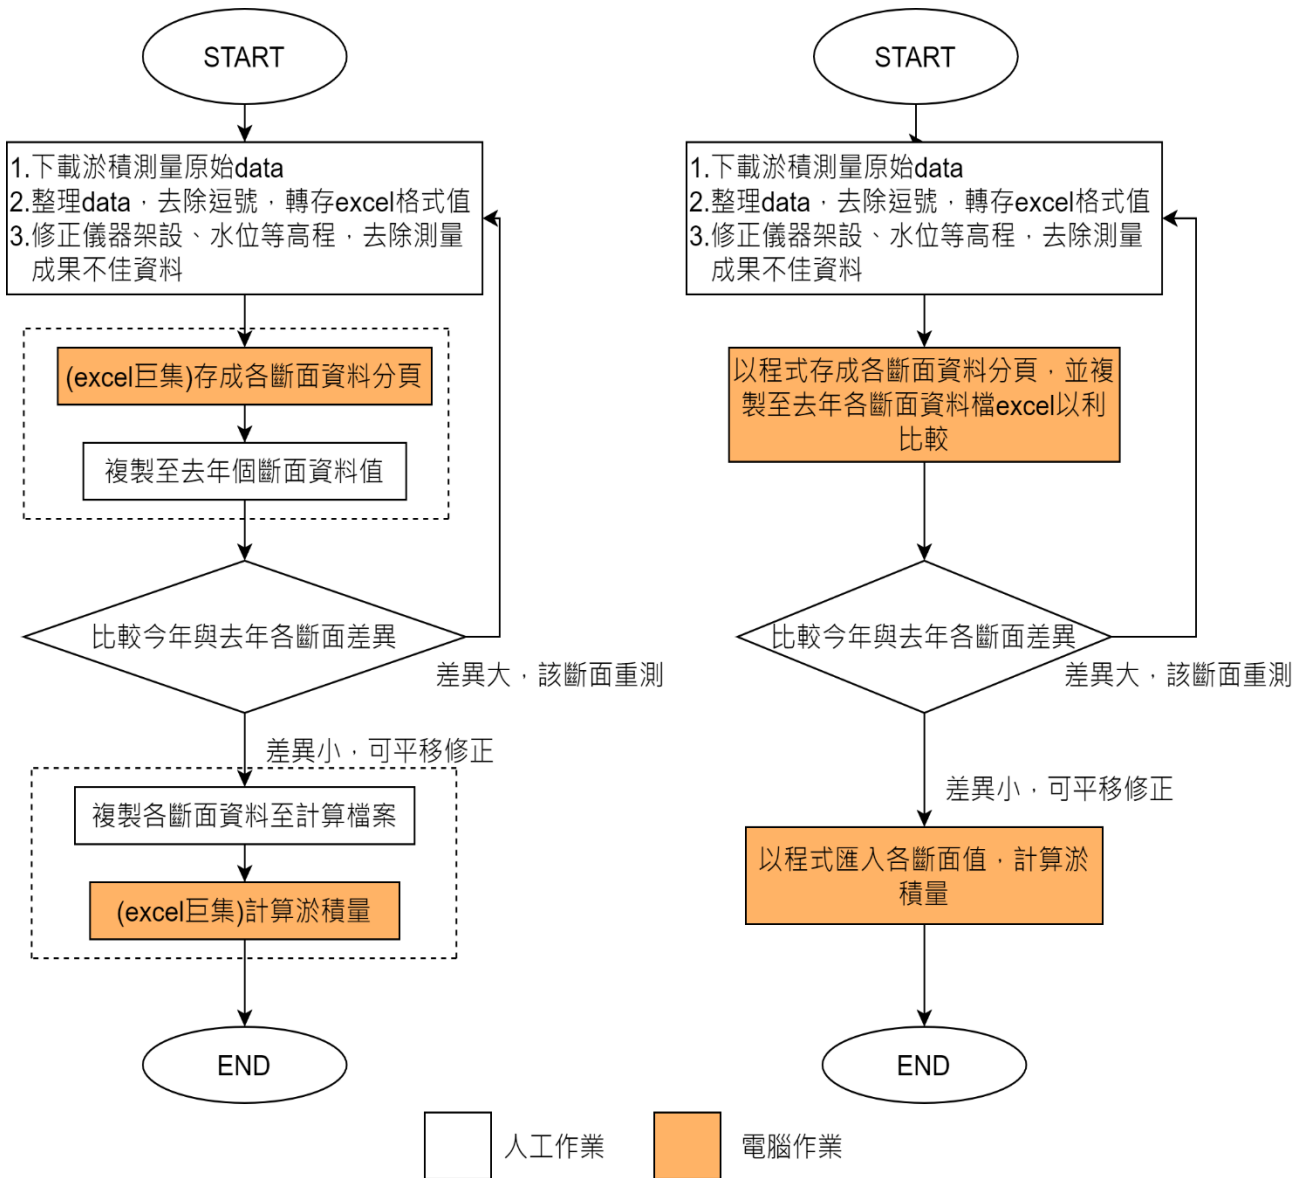 START
1.下載淤積測量原始data
2.整理data，去除逗號，轉存excel格式值
3.修正儀器架設、水位等高程，去除測量
成果不佳資料
(excel巨集)存成各斷面資料分頁
複製至去年個斷面資料值
比較今年與去年各斷面差異
差異大，該斷面重測
差異小，可平移修正
複製各斷面資料至計算檔案
(excel巨集)計算淤積量
END
START
1.下載淤積測量原始data
2.整理data，去除逗號，轉存excel格式值
3.修正儀器架設、水位等高程，去除測量
成果不佳資料
以程式存成各斷面資料分頁，並複
製至去年各斷面資料檔excel以利
比較
比較今年與去年各斷面差異
差異大，該斷面重測
差異小，可平移修正
以程式匯入各斷面值，計算淤
積量
END
人工作業
電腦作業